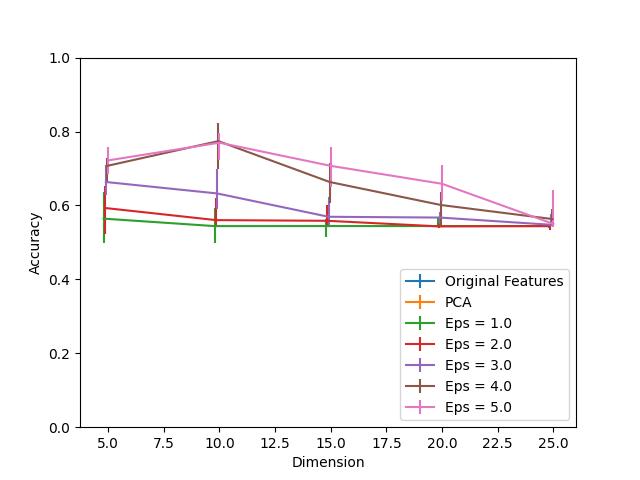 1.0
0.8
0.6
0.4
0.2
0.0
Accuracy
Original Features
PCA
Eps = 1.0
Eps = 2.0
Eps = 3.0
Eps = 4.0
Eps = 5.0
5.0 7.5 10.0 12.5 15.0 17.5 20.0 22.5 25.0
Dimension